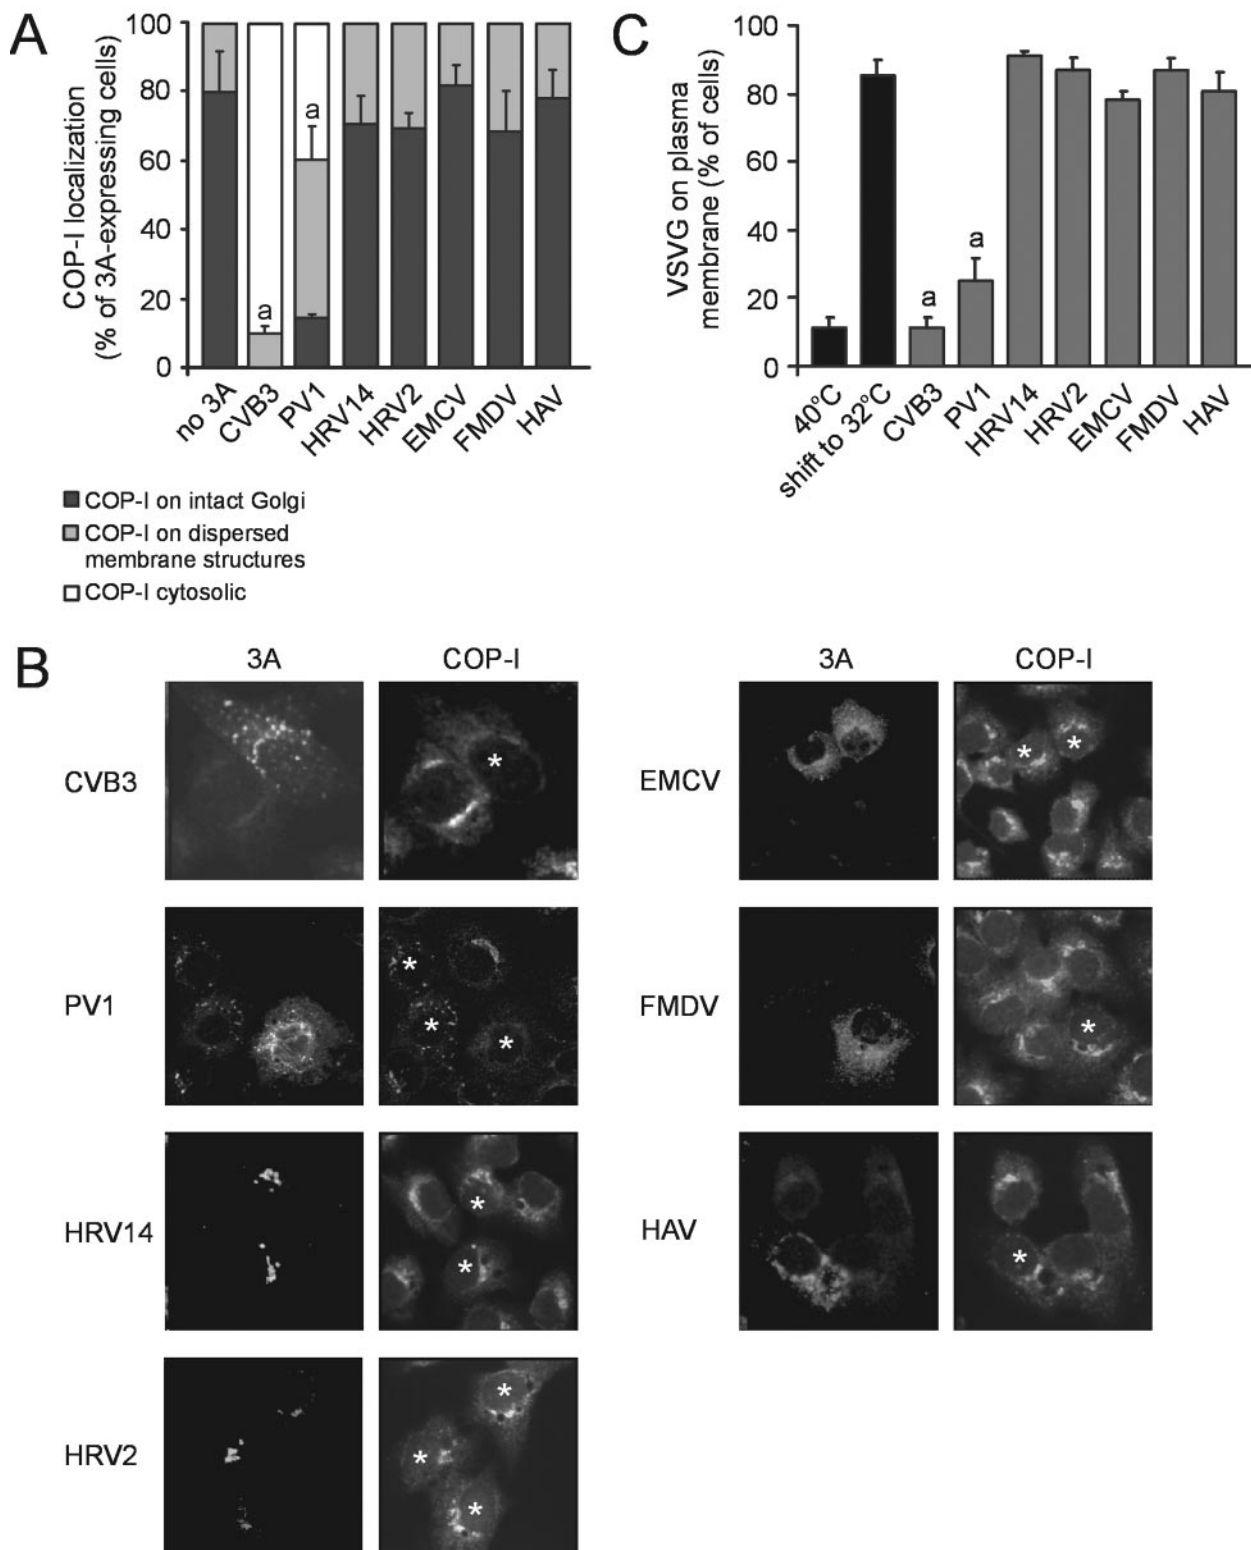 A
COP-I localization
(% of 3A-expressing cells)
100
80
60
40
20
0
a
a
no 3A
CVB3
PV1
HRV14
HRV2
EMCV
FMDV
HAV
COP-I on intact Golgi
COP-I on dispersed
membrane structures
COP-I cytosolic
C
VSVG on plasma
membrane (% of cells)
100
80
60
40
20
0
a
a
40°C
shift to 32°C
CVB3
PV1
HRV14
HRV2
EMCV
FMDV
HAV
B
3A
COP-I
3A
COP-I
CVB3
*
EMCV
*
*
PV1
*
*
*
FMDV
*
HRV14
*
*
HAV
*
HRV2
*
*
*